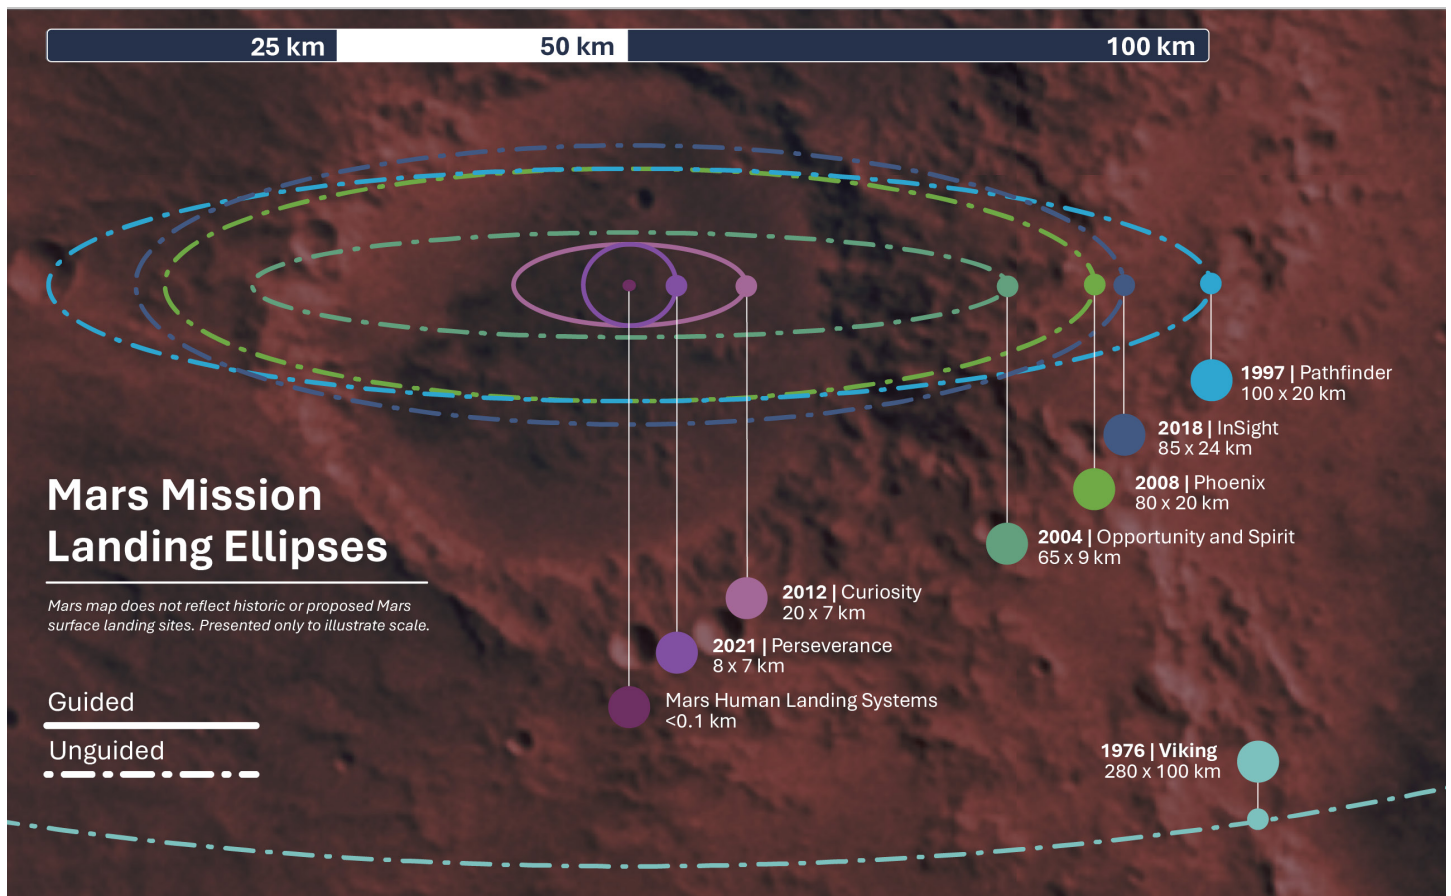 25 km
50 km
100 km
1997 | Pathfinder
100 x 20 km
2018 | InSight
85 x 24 km
2008 | Phoenix
80 x 20 km
2004 | Opportunity and Spirit
65 x 9 km
Mars Mission
Landing Ellipses
Mars map does not reflect historic or proposed Mars
surface landing sites. Presented only to illustrate scale.
2012 | Curiosity
20 x 7 km
2021 | Perseverance
8 x 7 km
Mars Human Landing Systems
<0.1 km
Guided
Unguided
1976 | Viking
280 x 100 km